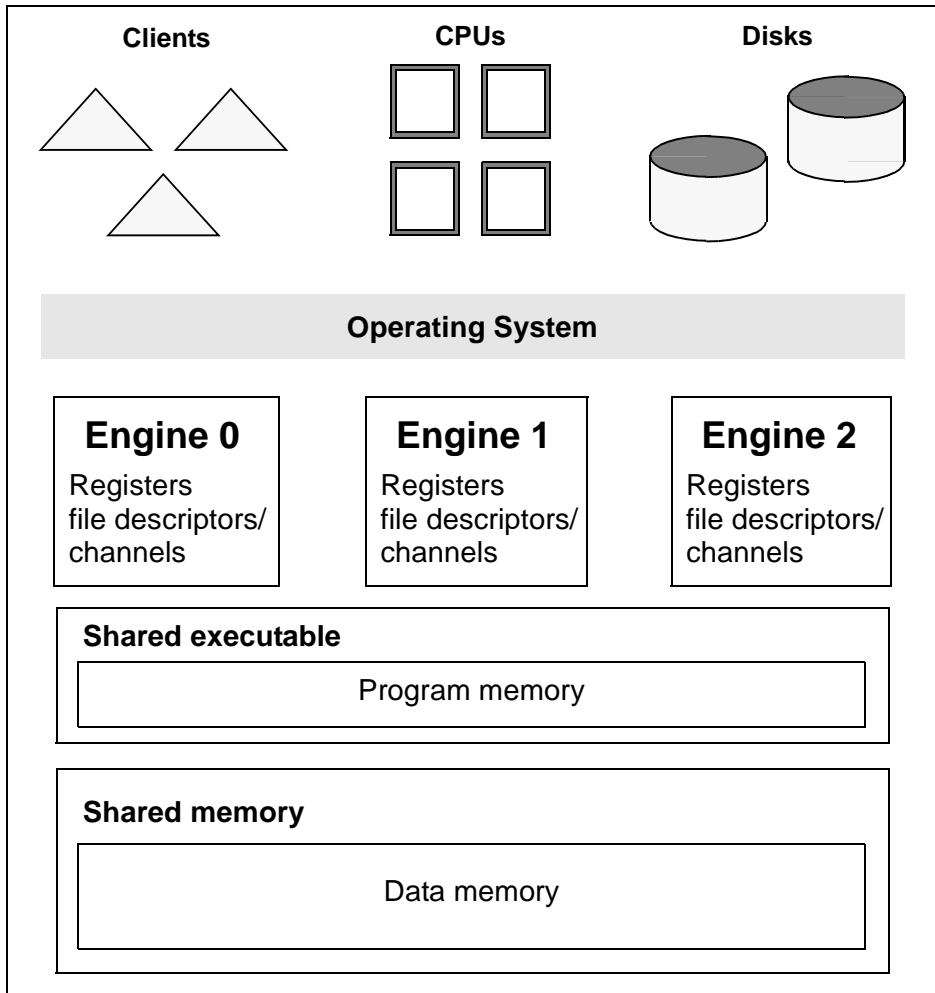 Clients
CPUs
Disks
Operating System
Engine 0
Registers
file descriptors/
channels
Engine 1
Registers
file descriptors/
channels
Engine 2
Registers
file descriptors/
channels
Shared executable
Program memory
Shared memory
Data memory